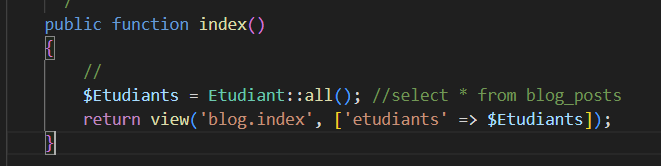 /
public function index()
{
//
$Etudiants = Etudiant::all(); //select * from blog_posts
return view('blog.index', ['etudiants' => $Etudiants]);
}